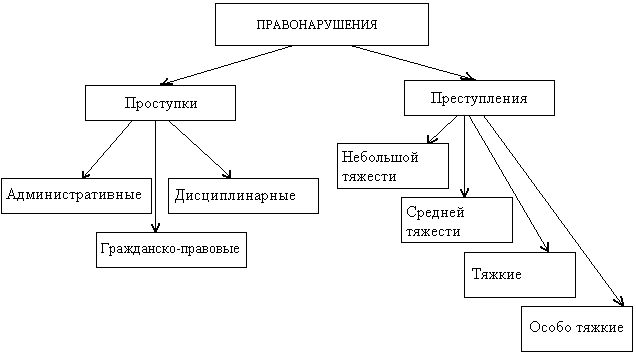 ПРАВОНАРУШЕНИЯ
Проступки
Преступления
Административные
Дисциплинарные
Гражданско-правовые
Небольшой
тяжести
Средней
тяжести
Тяжкие
Особо тяжкие